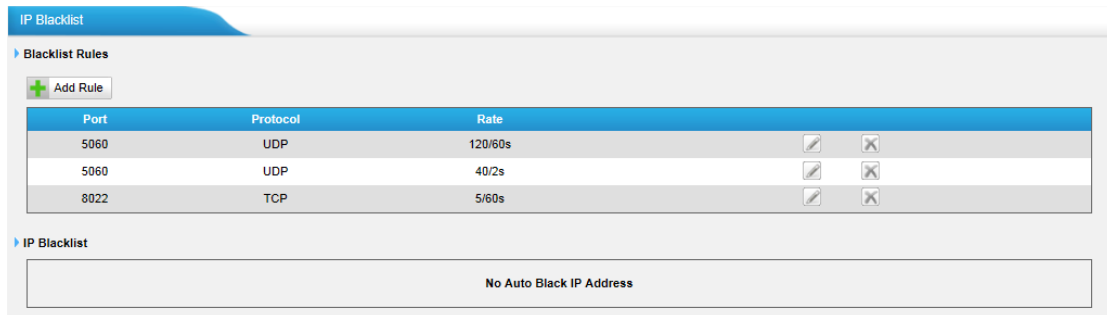 IP Blacklist
Blacklist Rules
Add Rule
Port Protocol Rate
5060 UDP 120/60s
5060 UDP 40/2s
8022 TCP 5/60s
IP Blacklist
No Auto Black IP Address